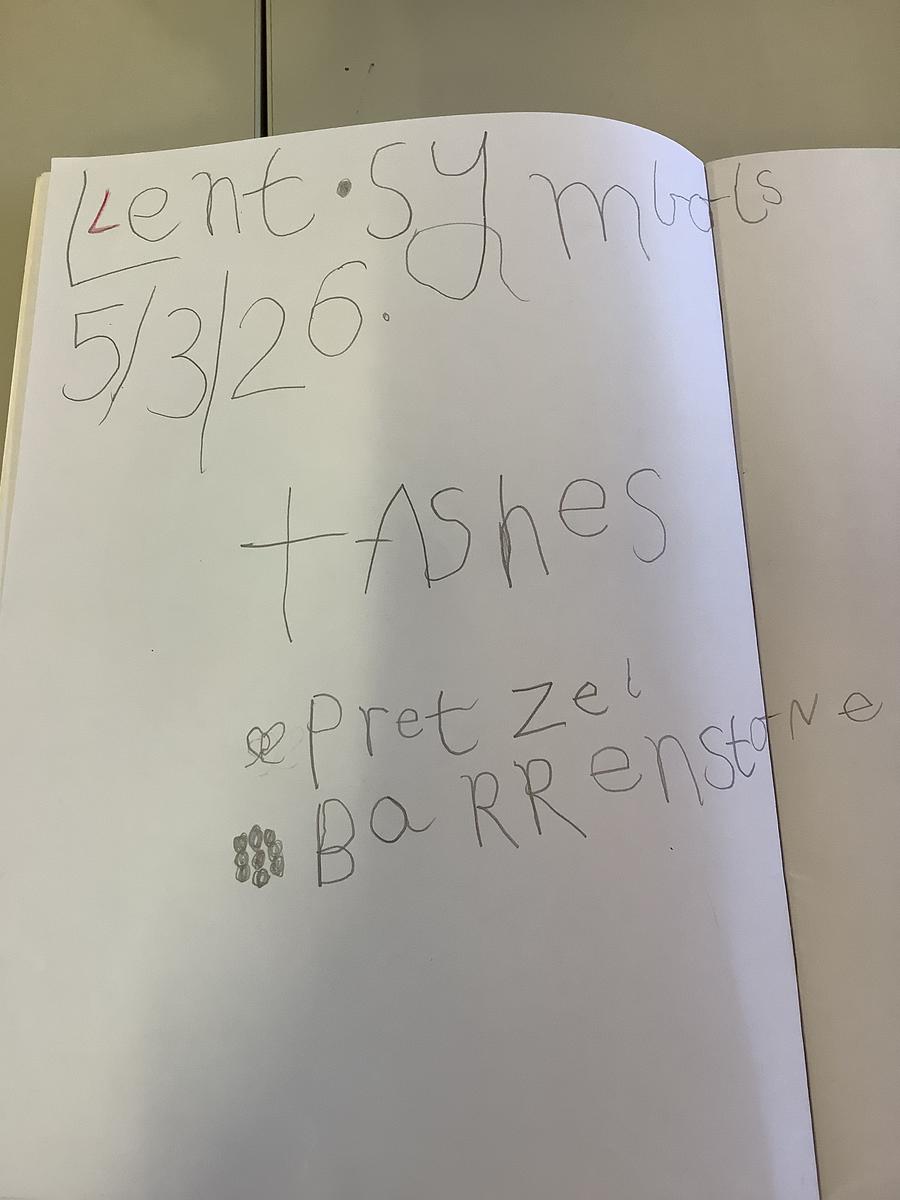 Lent • Symbols
5/3/26.
Ashes
Pretzel
BaRRenstoNe